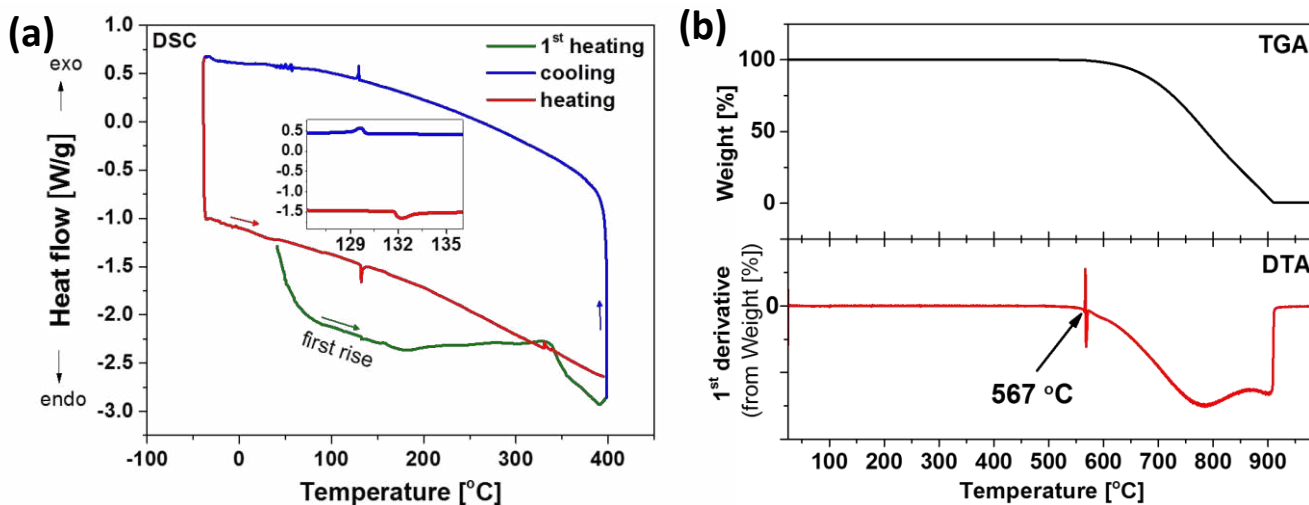 (a)
DSC
1st heating
cooling
heating
exo
Heat flow [W/g]
endo
1.0
0.5
0.0
-0.5
-1.0
-1.5
-2.0
-2.5
-3.0
0.5
0.0
-0.5
-1.0
-1.5
129 132 135
first rise
-100 0 100 200 300 400
Temperature [°C]
(b)
TGA
Weight [%]
100
50
0
DTA
1st derivative
(from Weight [%])
0
567 °C
100 200 300 400 500 600 700 800 900
Temperature [°C]